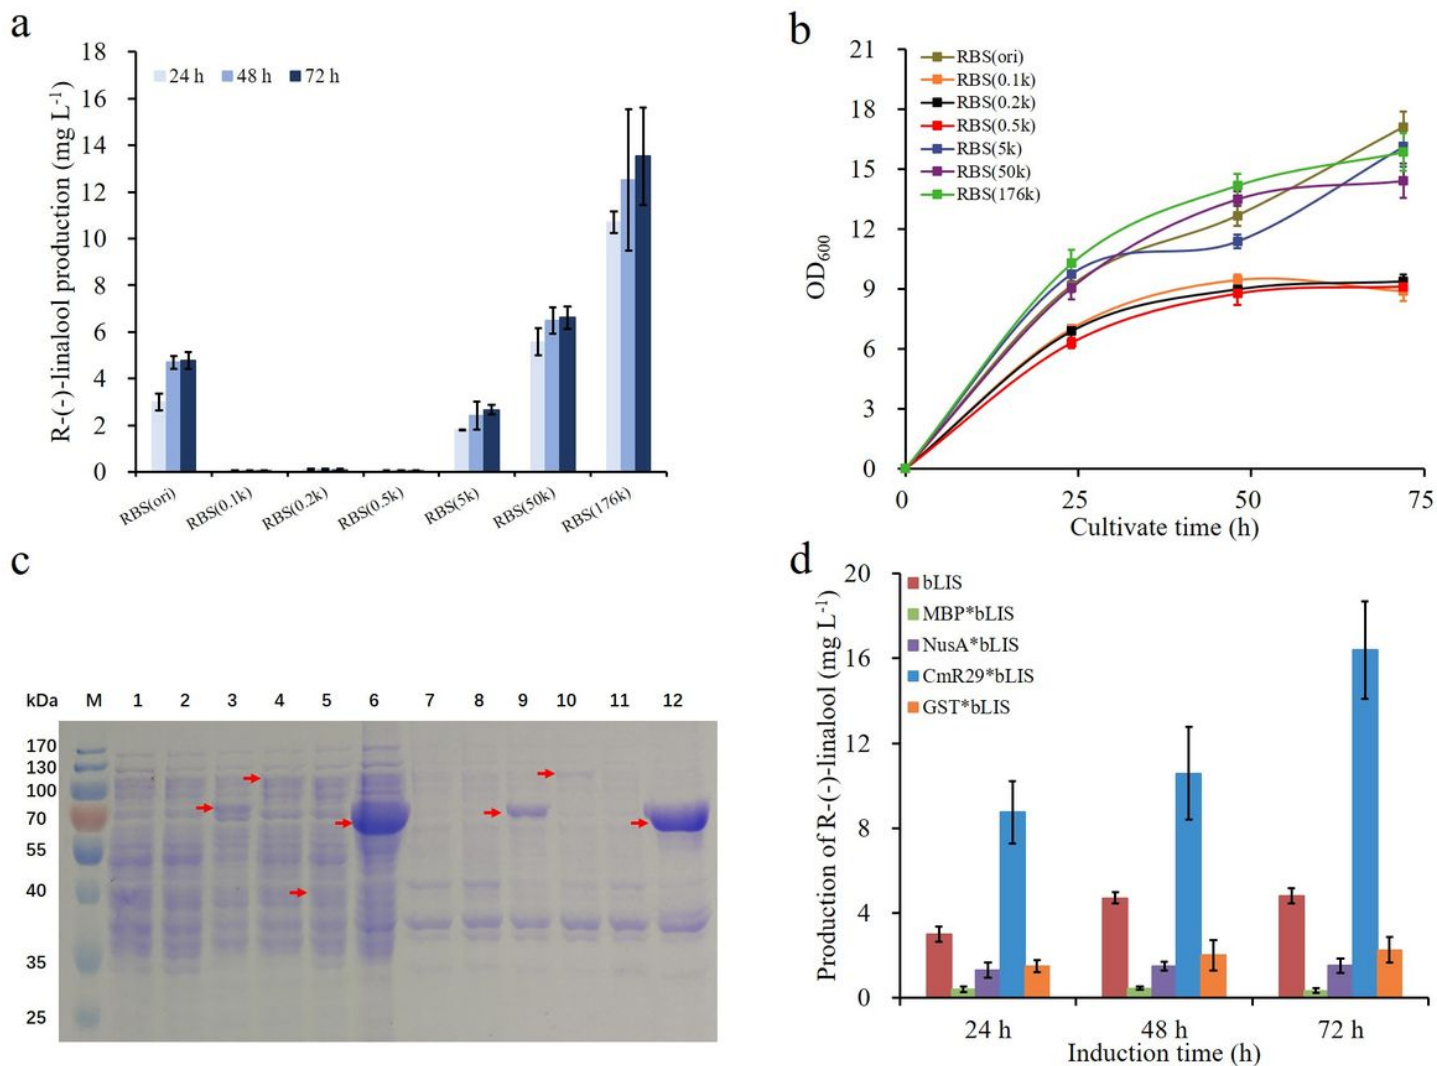 a
R-(-)-linalool production (mg L⁻¹)
18
16
14
12
10
8
6
4
2
0
24 h 48 h 72 h
RBS(ori) RBS(0.1k) RBS(0.2k) RBS(0.5k) RBS(5k) RBS(50k) RBS(176k)
b
OD₆₀₀
21
18
15
12
9
6
3
0
RBS(ori)
RBS(0.1k)
RBS(0.2k)
RBS(0.5k)
RBS(5k)
RBS(50k)
RBS(176k)
0 25 50 75
Cultivate time (h)
c
kDa M 1 2 3 4 5 6 7 8 9 10 11 12
170
130
100
70
55
40
35
25
d
Production of R-(-)-linalool (mg L⁻¹)
20
16
12
8
4
0
bLIS
MBP*bLIS
NusA*bLIS
CmR29*bLIS
GST*bLIS
24 h 48 h 72 h
Induction time (h)